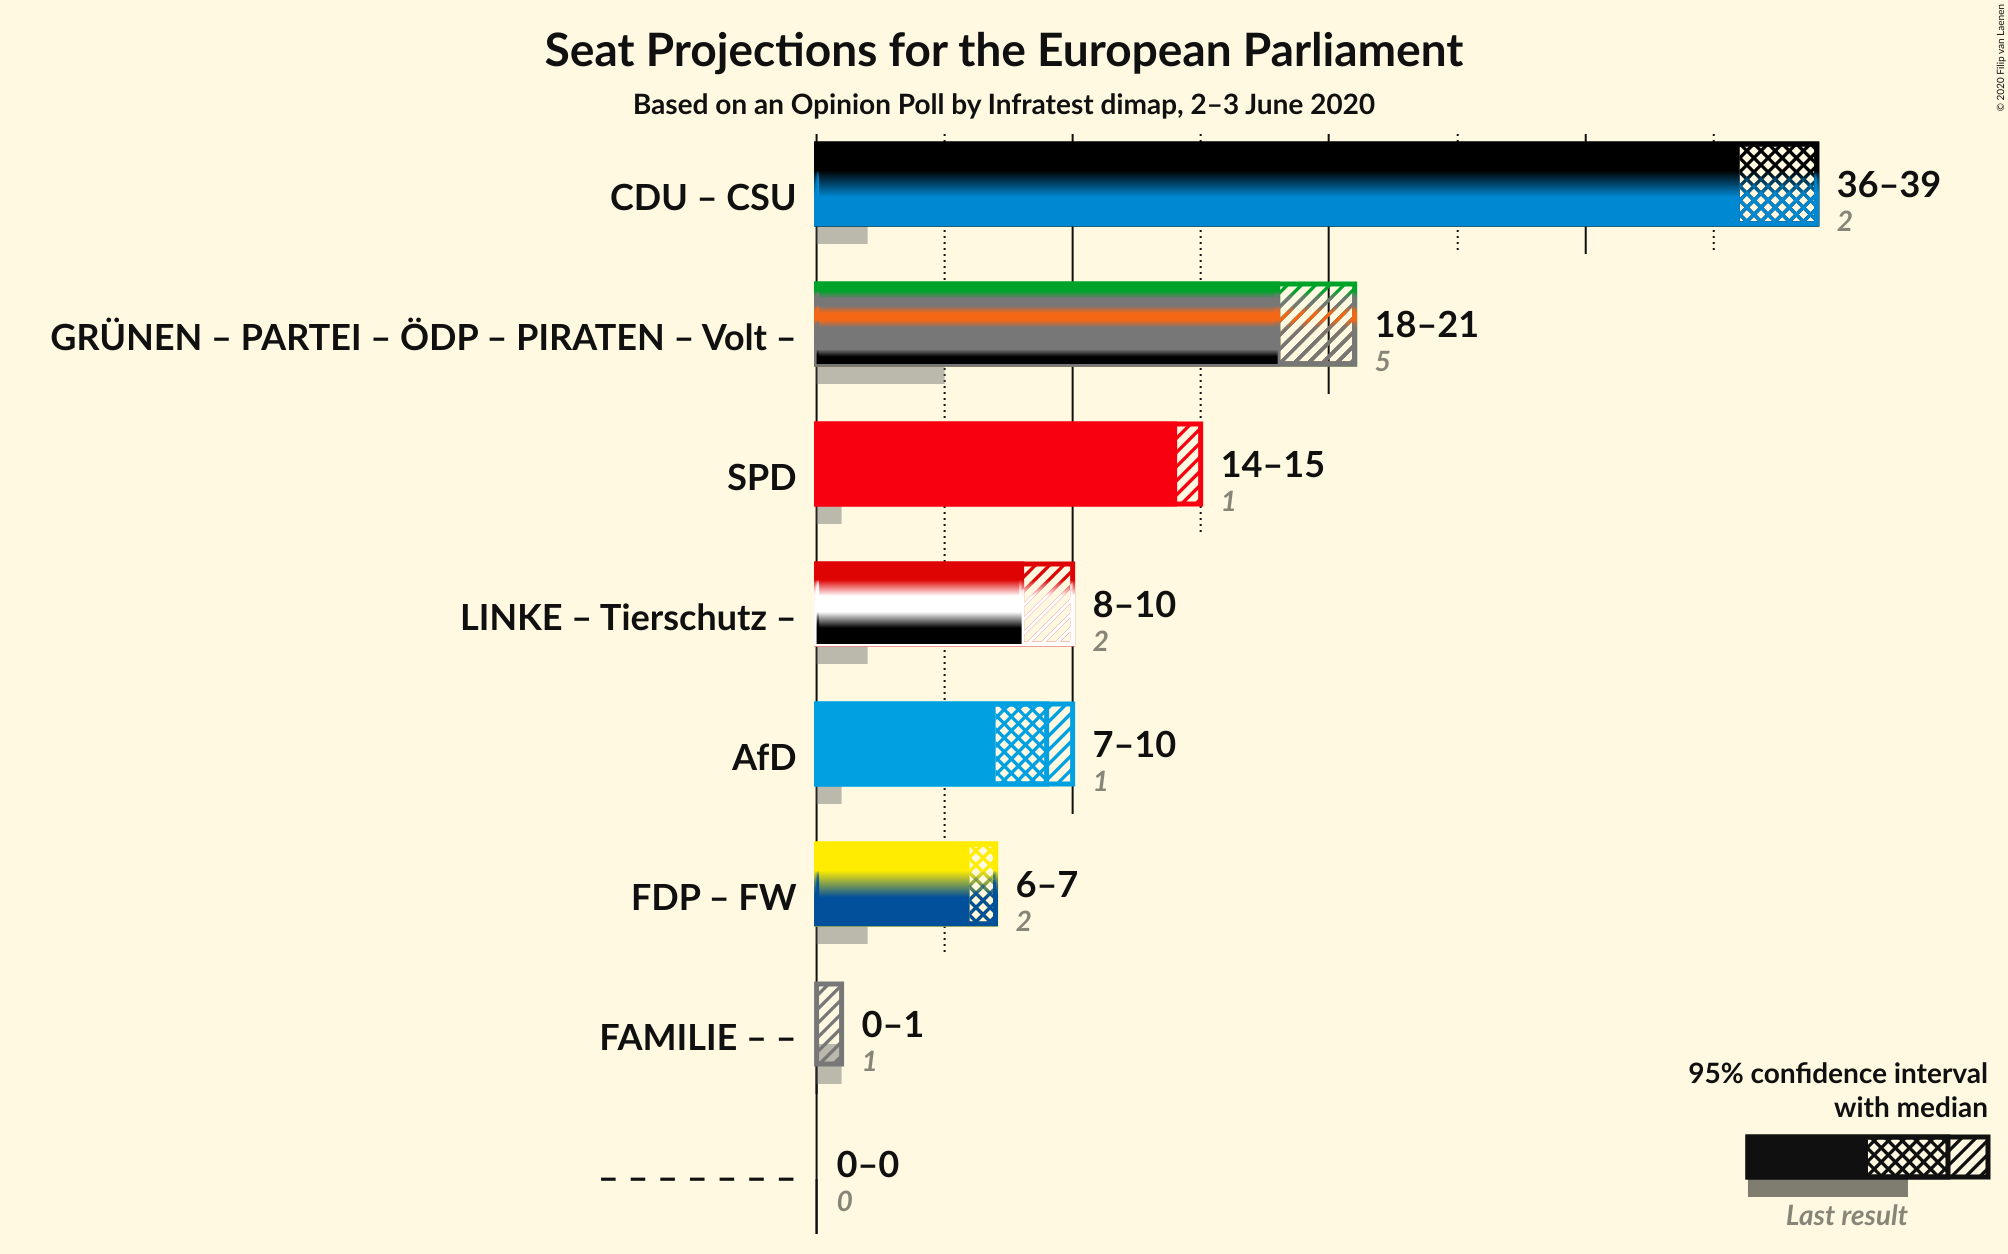 Seat Projections for the European Parliament
Based on an Opinion Poll by Infratest dimap, 2–3 June 2020
© 2020 Filip van Laenen
CDU – CSU
36–39
2
GRÜNEN – PARTEI – ÖDP – PIRATEN – Volt –
18–21
5
SPD
14–15
1
LINKE – Tierschutz –
8–10
2
AfD
7–10
1
FDP – FW
6–7
2
FAMILIE – –
0–1
1
– – – – – – –
0–0
0
95% confidence interval
with median
Last result